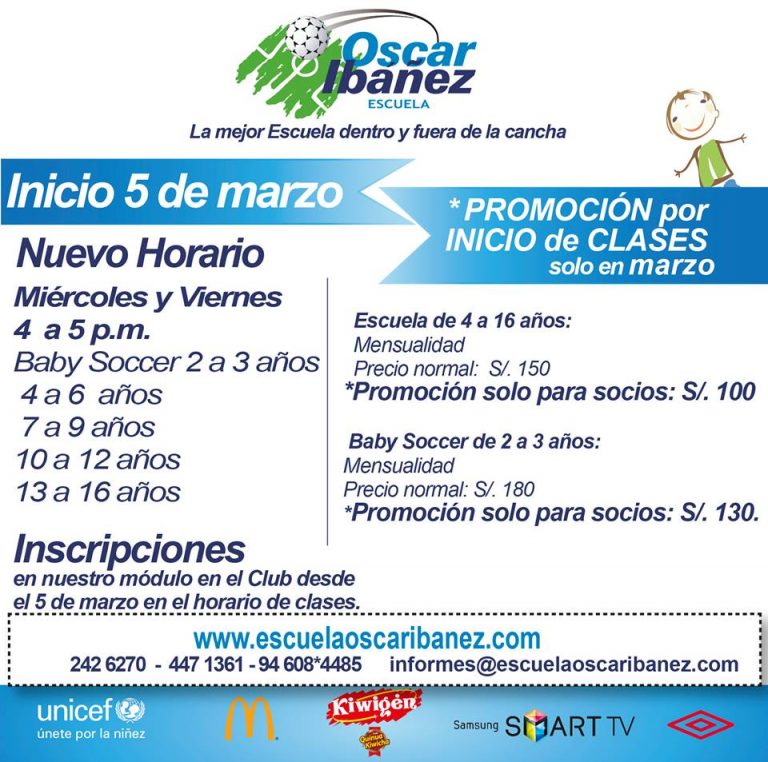 Oscar
Ibáñez
ESCUELA
La mejor Escuela dentro y fuera de la cancha
Inicio 5 de marzo
* PROMOCIÓN por
INICIO de CLASES
solo en marzo
Nuevo Horario
Miércoles y Viernes
4 a 5 p.m.
Baby Soccer 2 a 3 años
4 a 6 años
7 a 9 años
10 a 12 años
13 a 16 años
Escuela de 4 a 16 años:
Mensualidad
Precio normal: S/. 150
*Promoción solo para socios: S/. 100
Baby Soccer de 2 a 3 años:
Mensualidad
Precio normal: S/. 180
*Promoción solo para socios: S/. 130.
Inscripciones
en nuestro módulo en el Club desde
el 5 de marzo en el horario de clases.
www.escuelaoscaribanez.com
242 6270 - 447 1361 - 94 608*4485 informes@escuelaoscaribanez.com
unicef
únete por la niñez
Kiwigen
Quinua
Kiwicha
Samsung SMART TV